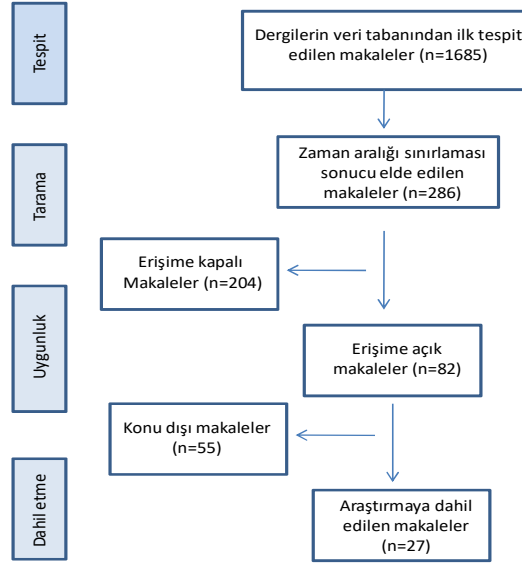 Tespit
Dergilerin veri tabanından ilk tespit
edilen makaleler (n=1685)
Tarama
Zaman aralığı sınırlaması
sonucu elde edilen
makaleler (n=286)
Erişime kapalı
Makaleler (n=204)
Uygunluk
Erişime açık
makaleler (n=82)
Konu dışı makaleler
(n=55)
Dahil etme
Araştırmaya dahil
edilen makaleler
(n=27)